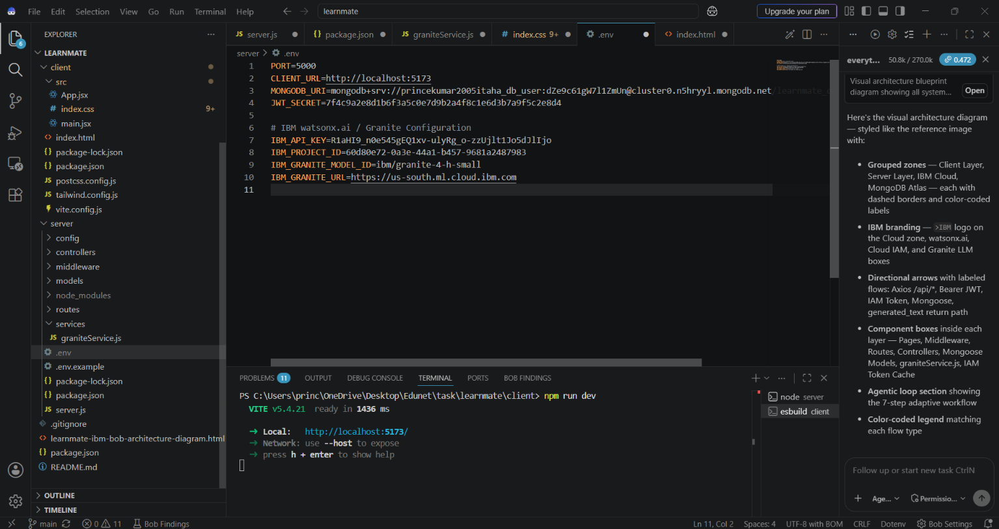 File Edit Selection View Go Run Terminal Help
learnmate
Upgrade your plan
EXPLORER
LEARNMATE
client
src
App.jsx
# index.css 9+
main.jsx
<> index.html
{} package-lock.json
{} package.json
JS postcss.config.js
JS tailwind.config.js
vite.config.js
server
config
controllers
middleware
models
node_modules
routes
services
JS graniteService.js
.env
.env.example
{} package-lock.json
{} package.json
JS server.js
.gitignore
<> learnmate-ibm-bob-architecture-diagram.html
{} package.json
README.md
OUTLINE
TIMELINE
6
JS server.js
{} package.json
JS graniteService.js
# index.css 9+
.env
<> index.html
server > .env
1 PORT=5000
2 CLIENT_URL=http://localhost:5173
3 MONGODB_URI=mongodb+srv://princekumar2005itaha_db_user:dZe9c61gW7l1ZmUn@cluster0.n5hryyl.mongodb.net/learnmate_
4 JWT_SECRET=7f4c9a2e8d1b6f3a5c0e7d9b2a4f8c1e6d3b7a9f5c2e8d4
5
6 # IBM watsonx.ai / Granite Configuration
7 IBM_API_KEY=R1aHI9_n0e545gEQ1xv-ulyRg_o-zzUjlt1Jo5dJlIjo
8 IBM_PROJECT_ID=60d80e72-0a3e-44a1-b457-9681a2487983
9 IBM_GRANITE_MODEL_ID=ibm/granite-4-h-small
10 IBM_GRANITE_URL=https://us-south.ml.cloud.ibm.com
11
PROBLEMS 11 OUTPUT DEBUG CONSOLE TERMINAL PORTS BOB FINDINGS
PS C:\Users\princ\OneDrive\Desktop\Edunet\task\learnmate\client> npm run dev
VITE v5.4.21 ready in 1436 ms
➜ Local: http://localhost:5173/
➜ Network: use --host to expose
➜ press h + enter to show help
node server
esbuild client
everyt... 50.8k / 270.0k 0.472
Visual architecture blueprint
diagram showing all system...
Open
Here's the visual architecture diagram
— styled like the reference image
with:
• Grouped zones — Client Layer,
Server Layer, IBM Cloud,
MongoDB Atlas — each with
dashed borders and color-coded
labels
• IBM branding — >IBM logo on
the Cloud zone, watsonx.ai,
Cloud IAM, and Granite LLM
boxes
• Directional arrows with labeled
flows: Axios /api/*, Bearer JWT,
IAM Token, Mongoose,
generated_text return path
• Component boxes inside each
layer — Pages, Middleware,
Routes, Controllers, Mongoose
Models, graniteService.js, IAM
Token Cache
• Agentic loop section showing
the 7-step adaptive workflow
• Color-coded legend matching
each flow type
Follow up or start new task CtrlN
Age... Permissio...
main 0 11 Bob Findings
Ln 11, Col 2 Spaces: 4 UTF-8 with BOM CRLF Dotenv Bob Settings